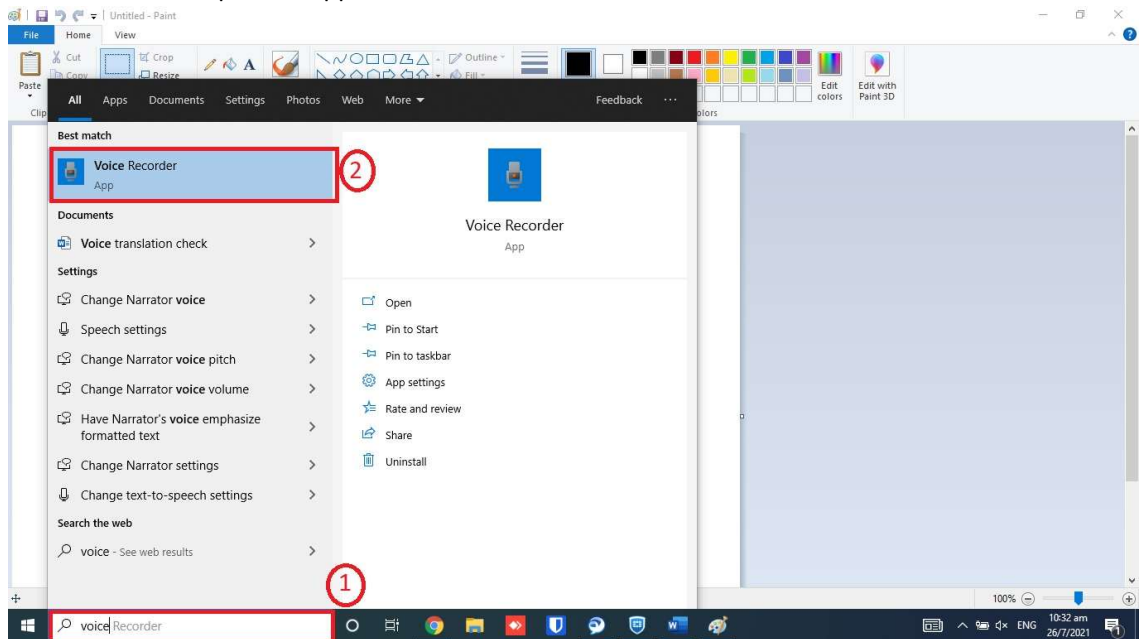 Untitled - Paint
File Home View
Cut
Copy
Paste
Crop
Resize
A
Outline
Fill
Edit colors
Edit with Paint 3D
All Apps Documents Settings Photos Web More Feedback ...
Best match
Voice Recorder
App
2
Documents
Voice translation check
Settings
Change Narrator voice
Speech settings
Change Narrator voice pitch
Change Narrator voice volume
Have Narrator's voice emphasize
formatted text
Change Narrator settings
Change text-to-speech settings
Search the web
voice - See web results
Voice Recorder
App
Open
Pin to Start
Pin to taskbar
App settings
Rate and review
Share
Uninstall
1
100%
voice Recorder
ENG
10:32 am
26/7/2021